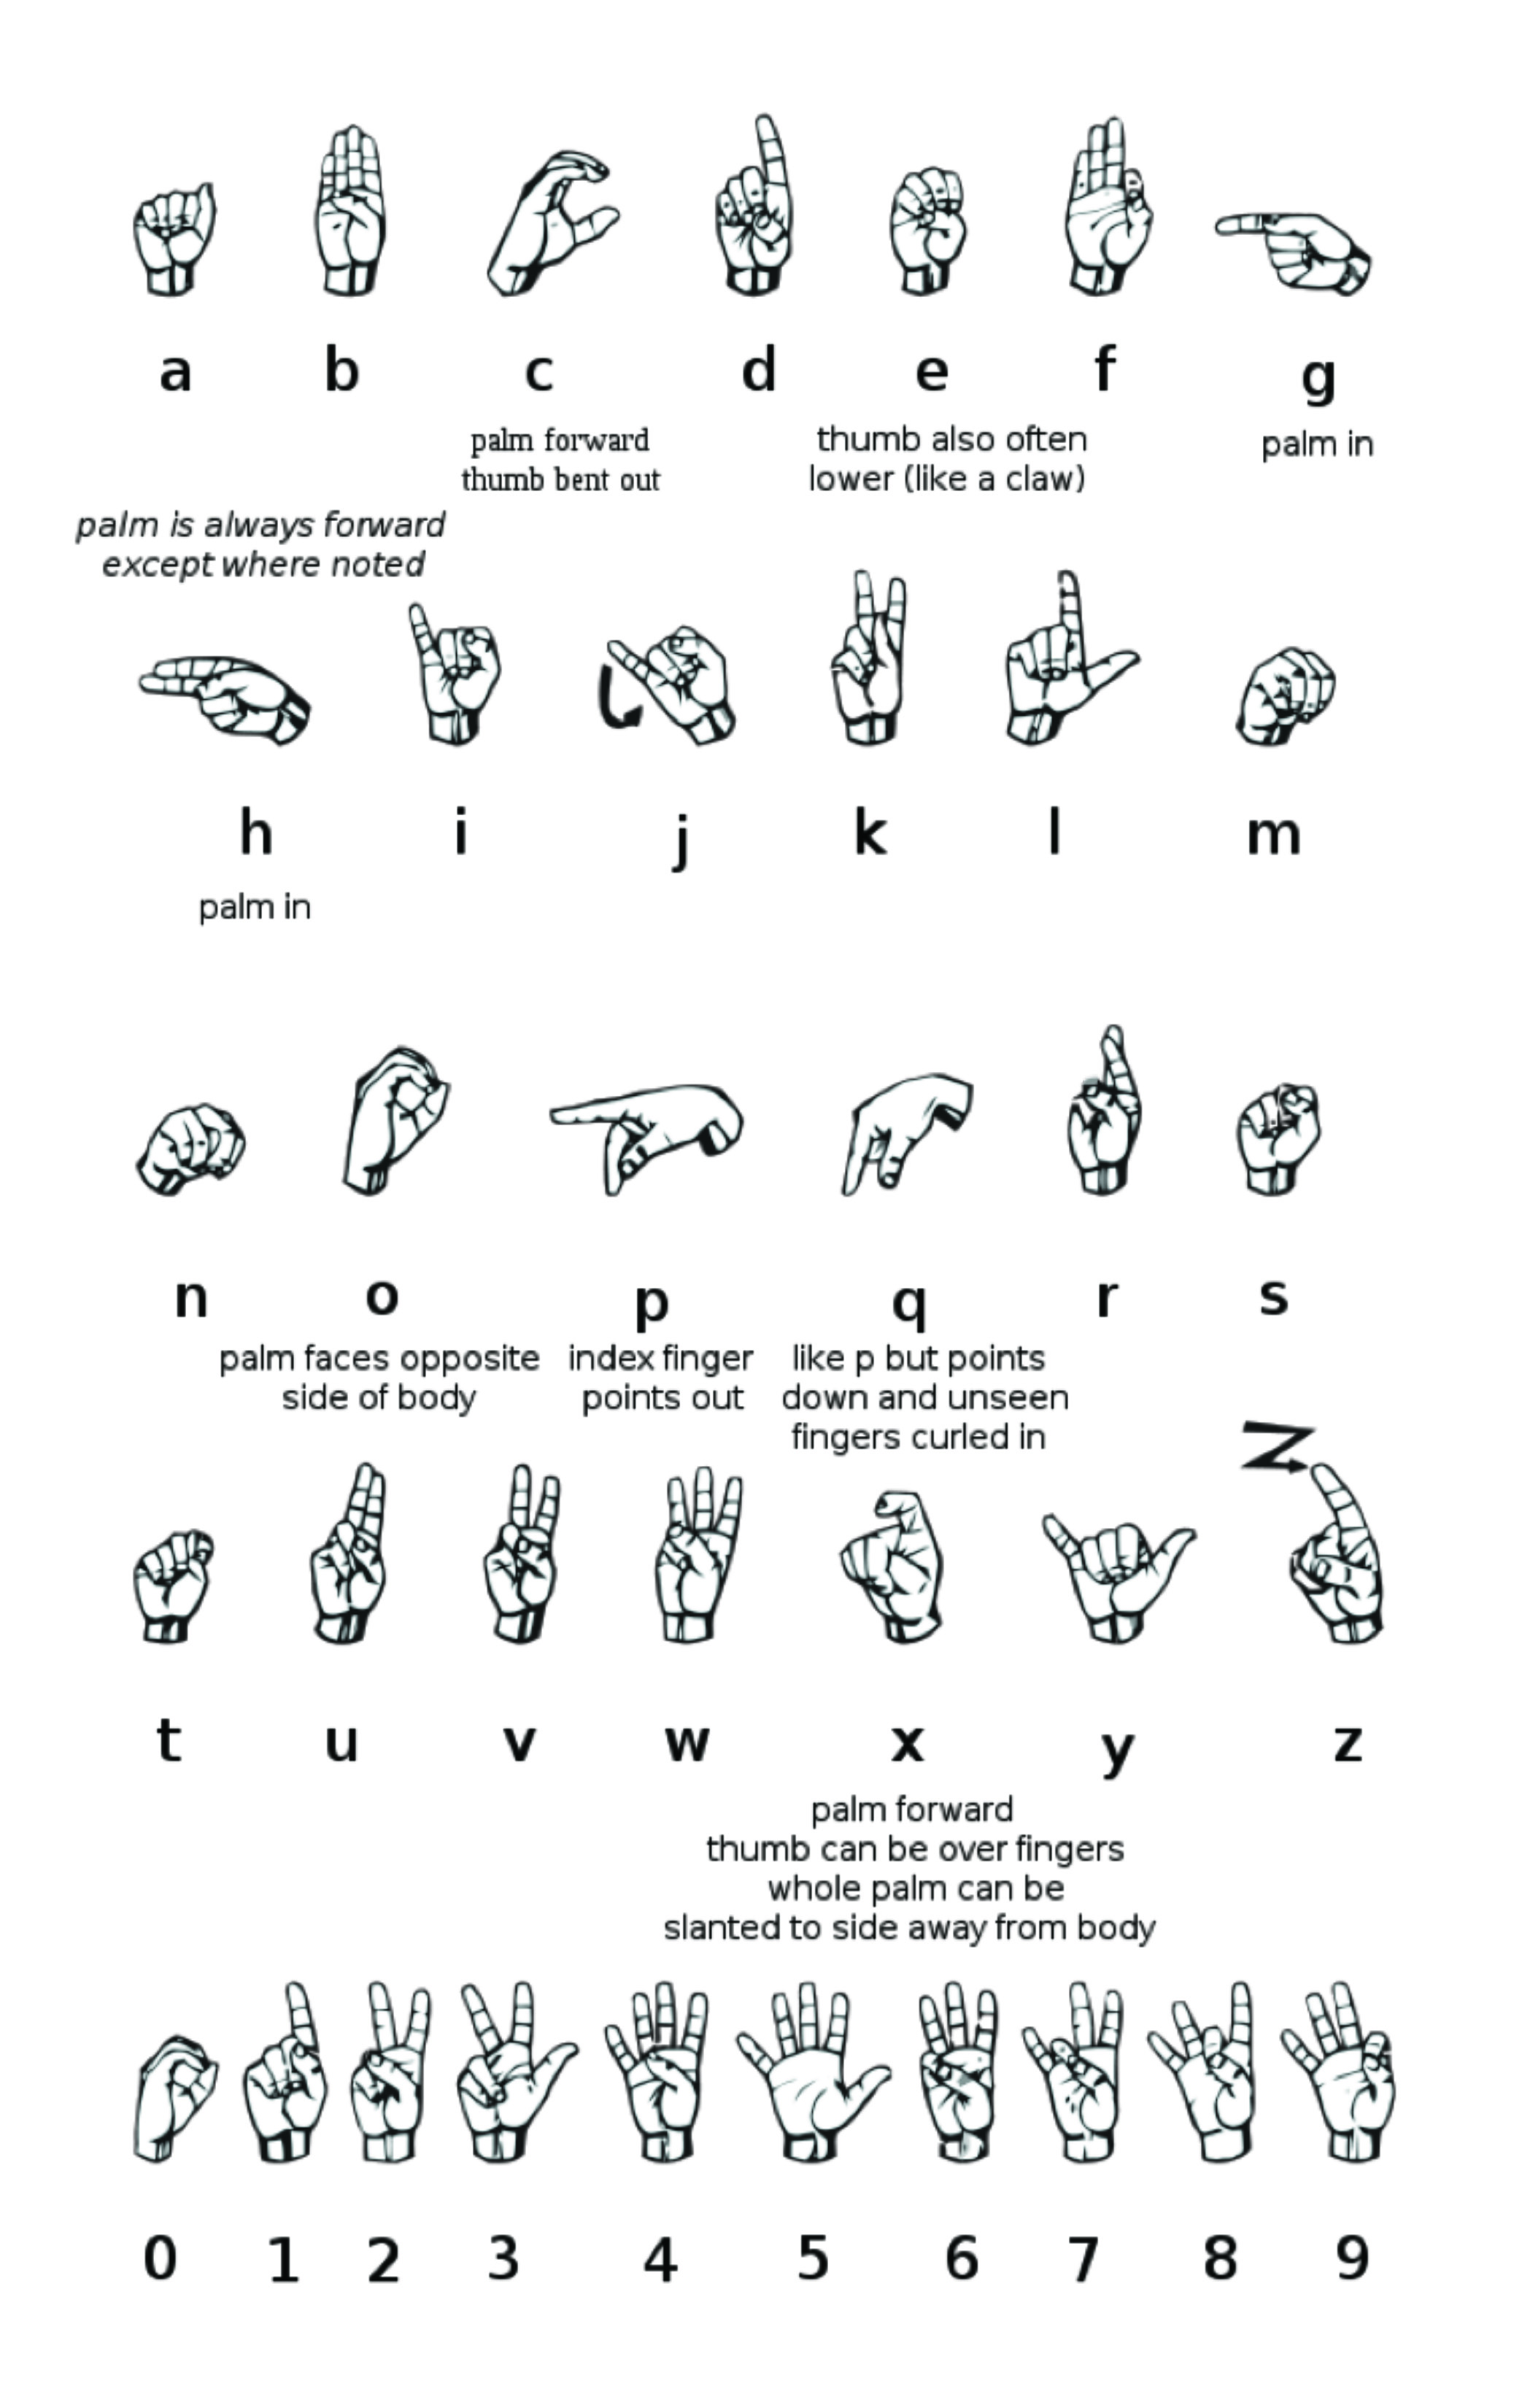 a b c d e f g
palm forward
thumb bent out
thumb also often
lower (like a claw)
palm in
palm is always forward
except where noted
h i j k l m
palm in
n o p q r s
palm faces opposite
side of body
index finger
points out
like p but points
down and unseen
fingers curled in
Z
t u v w x y z
palm forward
thumb can be over fingers
whole palm can be
slanted to side away from body
0 1 2 3 4 5 6 7 8 9